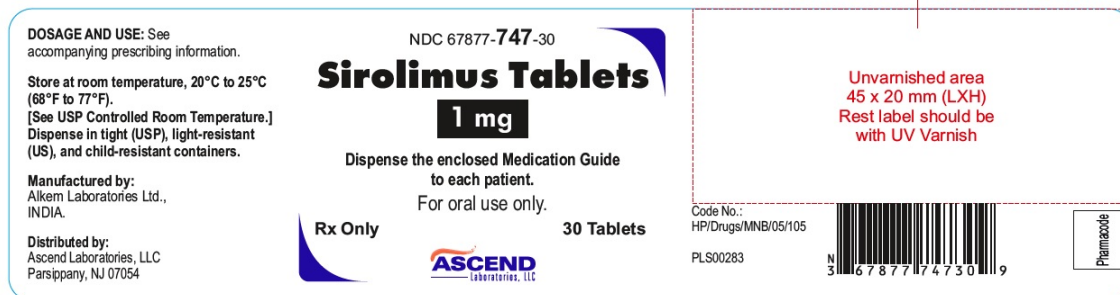 DOSAGE AND USE: See
accompanying prescribing information.
Store at room temperature, 20°C to 25°C
(68°F to 77°F).
[See USP Controlled Room Temperature.]
Dispense in tight (USP), light-resistant
(US), and child-resistant containers.
Manufactured by:
Alkem Laboratories Ltd.,
INDIA.
Distributed by:
Ascend Laboratories, LLC
Parsippany, NJ 07054
NDC 67877-747-30
Sirolimus Tablets
1 mg
Dispense the enclosed Medication Guide
to each patient.
For oral use only.
Rx Only
30 Tablets
ASCEND
Laboratories, LLC
Unvarnished area
45 x 20 mm (LXH)
Rest label should be
with UV Varnish
Code No.:
HP/Drugs/MNB/05/105
PLS00283
N
3 67877 74730 9
Pharmacode